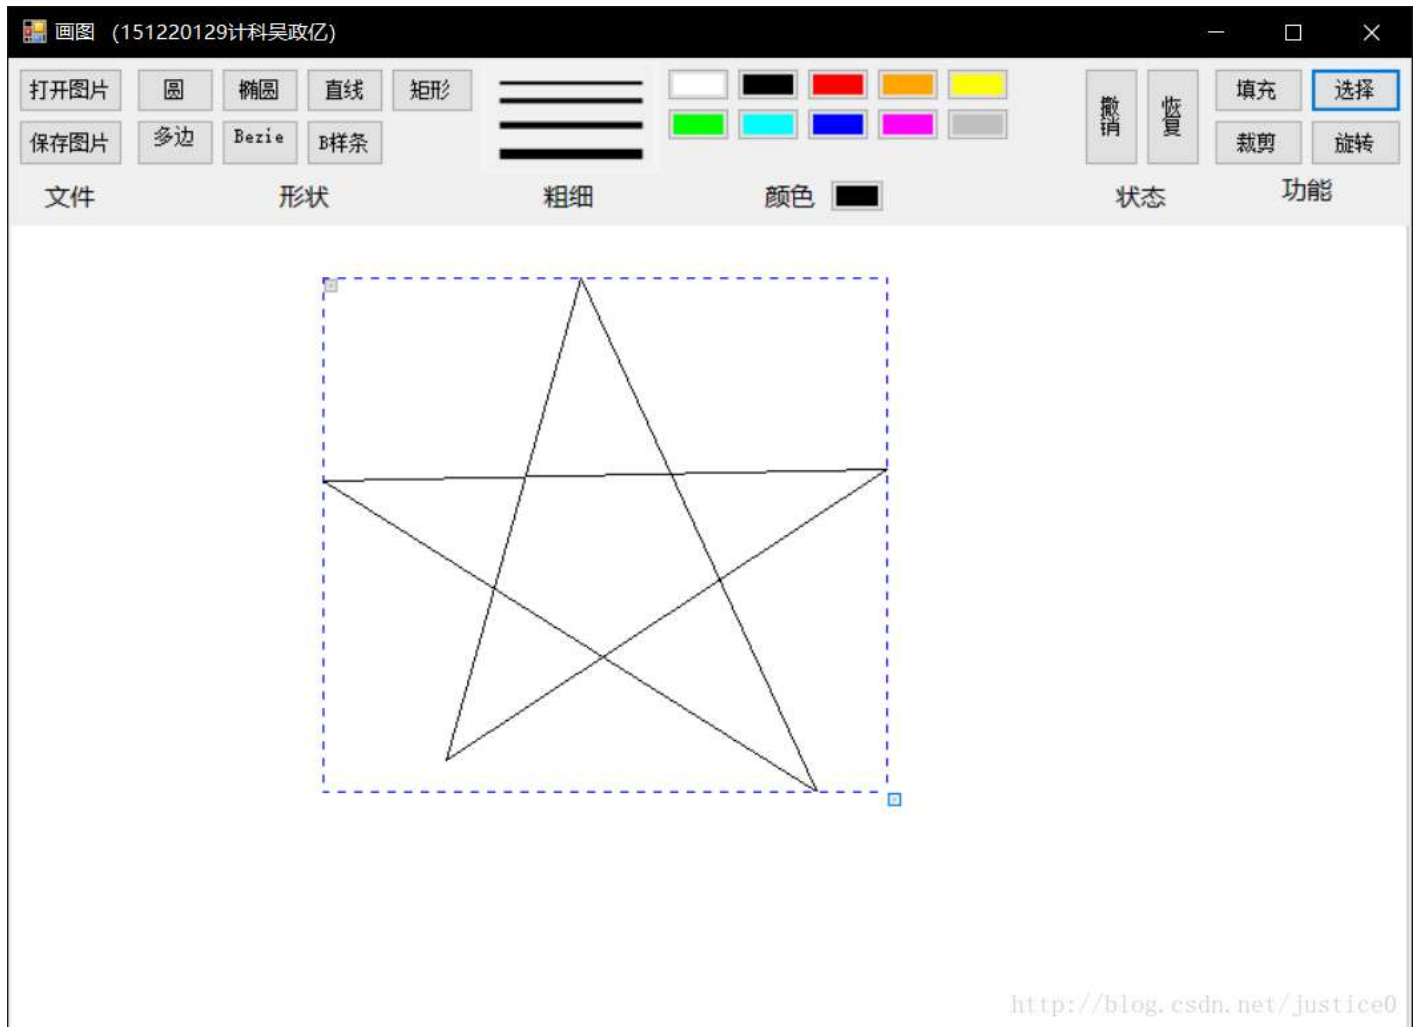 画图 (151220129计科吴政亿)
打开图片 圆 椭圆 直线 矩形 撤销 恢复 填充 选择
保存图片 多边 Bezie B样条 裁剪 旋转
文件 形状 粗细 颜色 状态 功能
http://blog.csdn.net/justice0